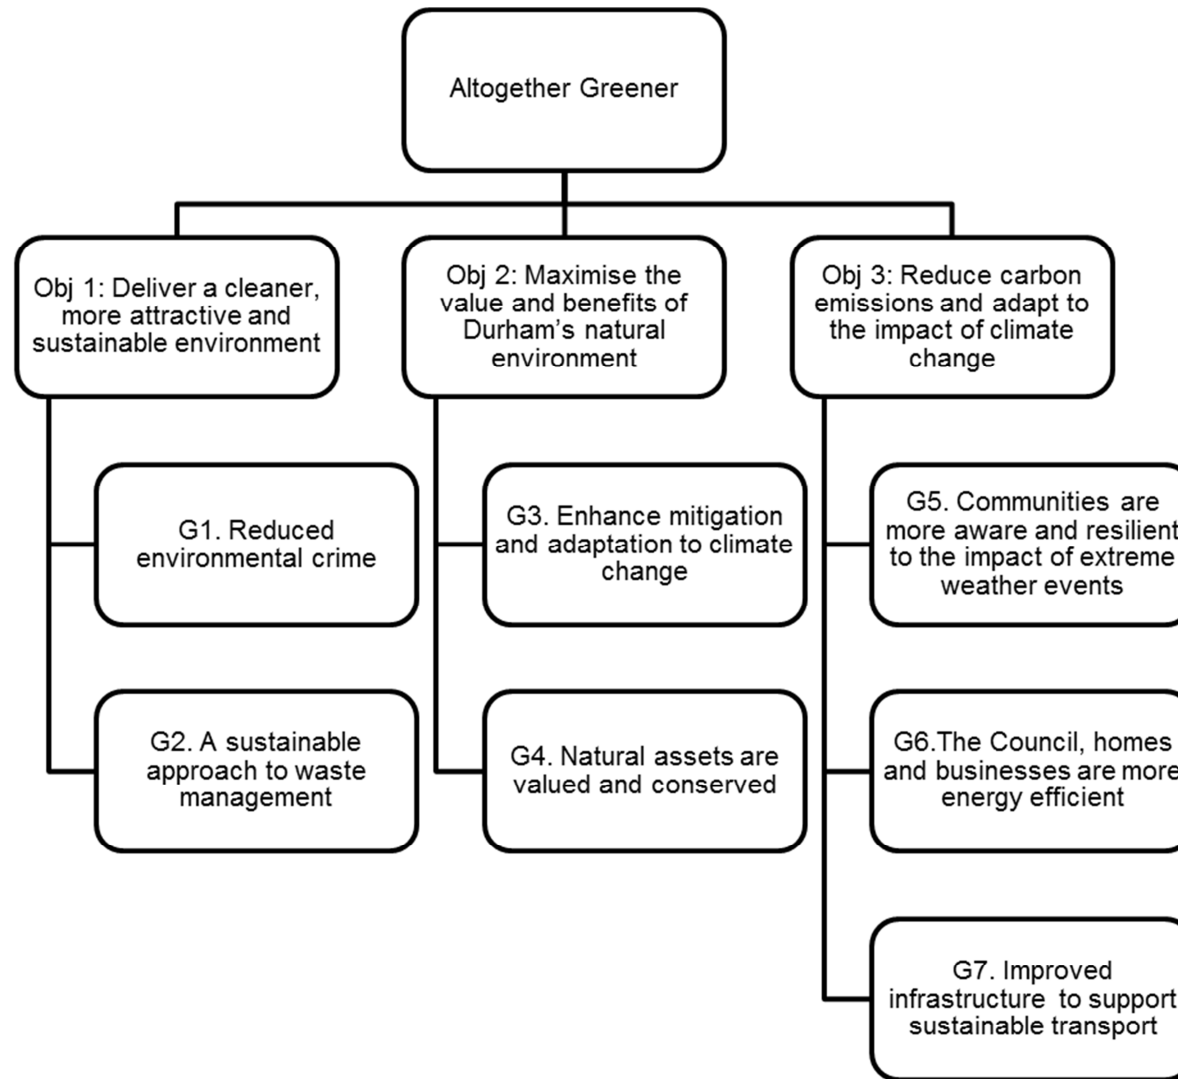 Altogether Greener
Obj 1: Deliver a cleaner,
more attractive and
sustainable environment
Obj 2: Maximise the
value and benefits of
Durham’s natural
environment
Obj 3: Reduce carbon
emissions and adapt to
the impact of climate
change
G1. Reduced
environmental crime
G2. A sustainable
approach to waste
management
G3. Enhance mitigation
and adaptation to climate
change
G4. Natural assets are
valued and conserved
G5. Communities are
more aware and resilient
to the impact of extreme
weather events
G6.The Council, homes
and businesses are more
energy efficient
G7. Improved
infrastructure to support
sustainable transport